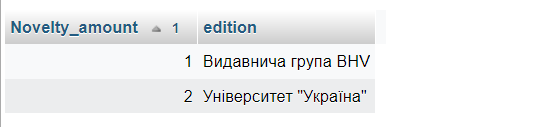 Novelty_amount 1 edition
1 Видавнича група BHV
2 Університет "Україна"